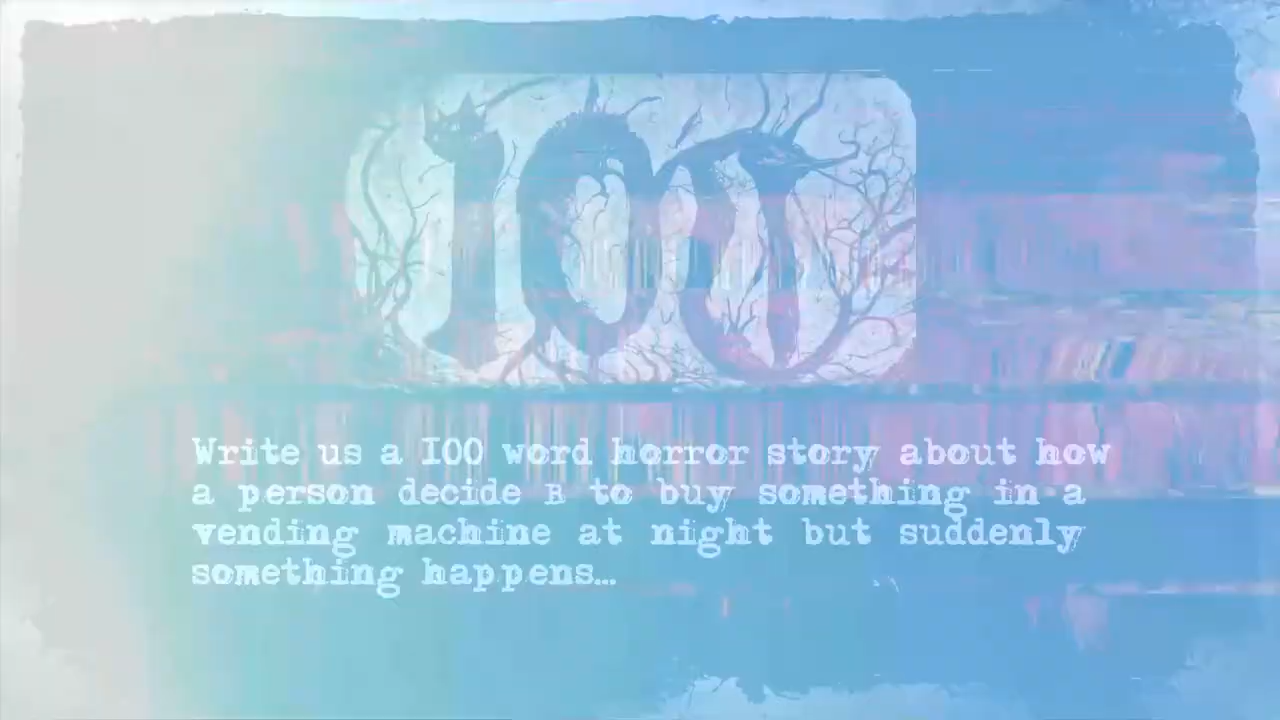 100
Write us a 100 word horror story about how
a person decide B to buy something in a
vending machine at night but suddenly
something happens...